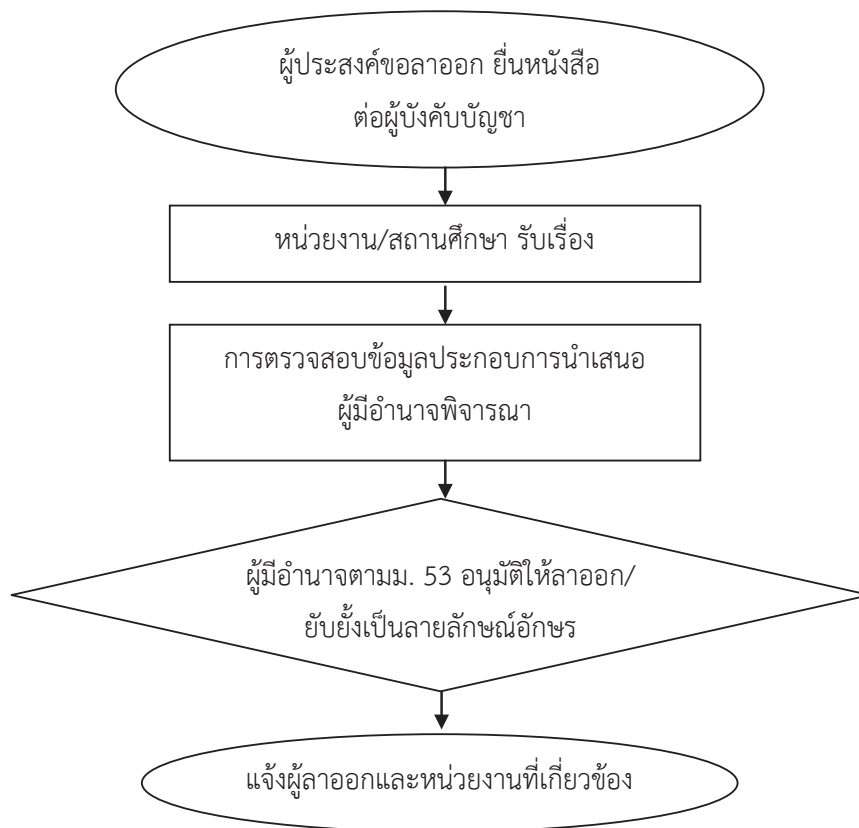 ผู้ประสงค์ขอลาออก ยื่นหนังสือ
ต่อผู้บังคับบัญชา
หน่วยงาน/สถานศึกษา รับเรื่อง
การตรวจสอบข้อมูลประกอบการนำเสนอ
ผู้มีอำนาจพิจารณา
ผู้มีอำนาจตามม. 53 อนุมัติให้ลาออก/
ยับยั้งเป็นลายลักษณ์อักษร
แจ้งผู้ลาออกและหน่วยงานที่เกี่ยวข้อง